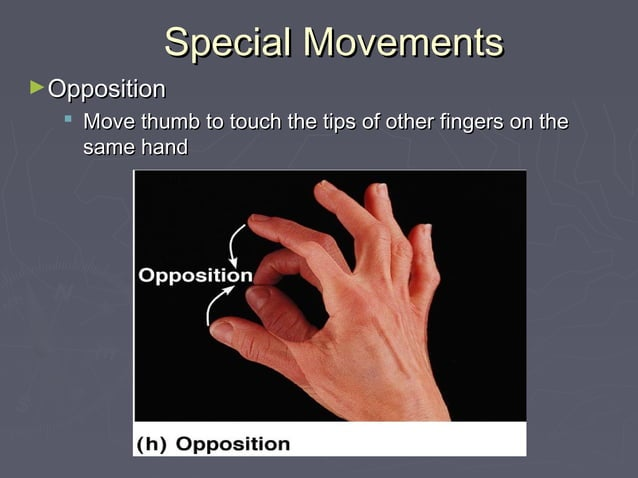 Special Movements
►Opposition
▪ Move thumb to touch the tips of other fingers on the
same hand
Opposition
(h) Opposition